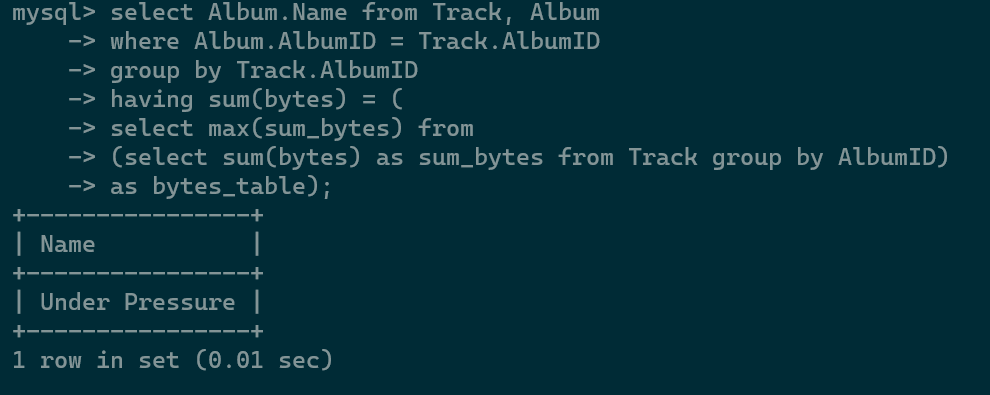 mysql> select Album.Name from Track, Album
    -> where Album.AlbumID = Track.AlbumID
    -> group by Track.AlbumID
    -> having sum(bytes) = (
    -> select max(sum_bytes) from
    -> (select sum(bytes) as sum_bytes from Track group by AlbumID)
    -> as bytes_table);
+----------------+
| Name           |
+----------------+
| Under Pressure |
+----------------+
1 row in set (0.01 sec)